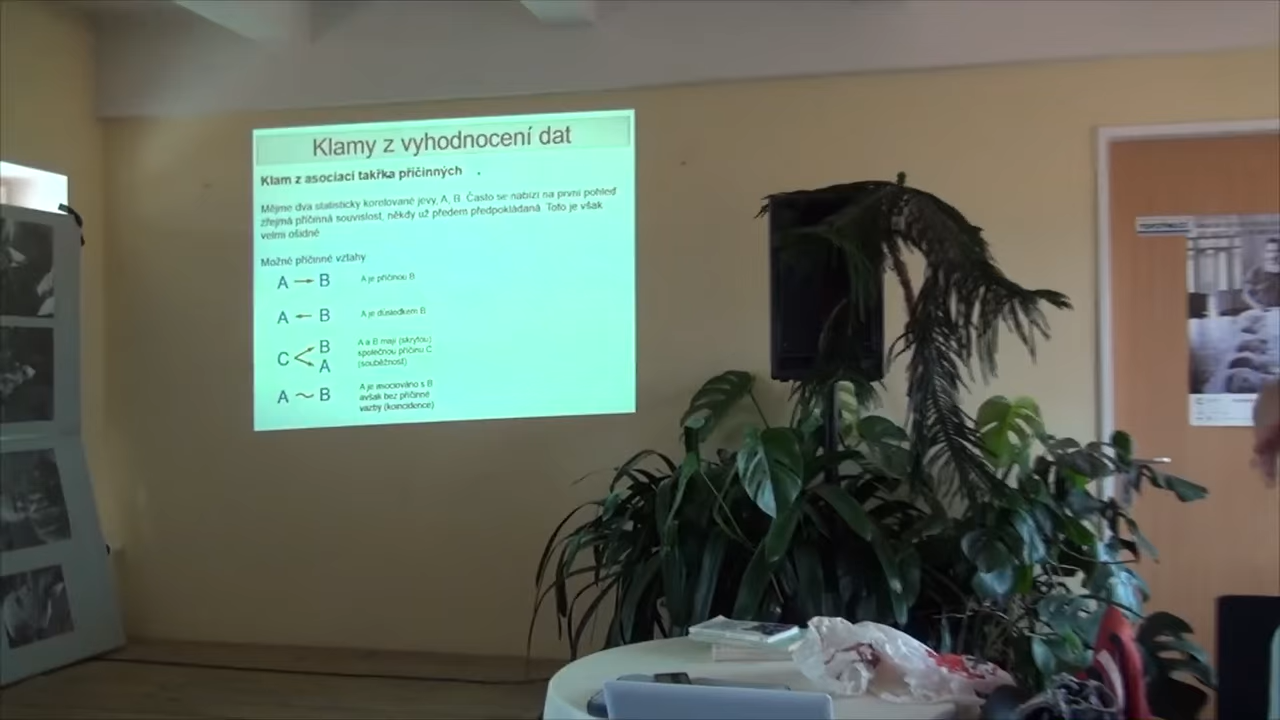 Klamy z vyhodnocení dat
Klam z asociací takřka příčinných
Mějme dva statisticky korelované jevy, A, B. Často se nabízí na první pohled
zřejmá příčinná souvislost, někdy už předem předpokládaná. Toto je však
velmi ošidné
Možné příčinné vztahy
A → B A je příčinou B
A ← B A je důsledkem B
C < B A a B mají (skrytou)
A společnou příčinu C
(souběžnost)
A ~ B A je asociováno s B
avšak bez příčinné
vazby (koincidence)